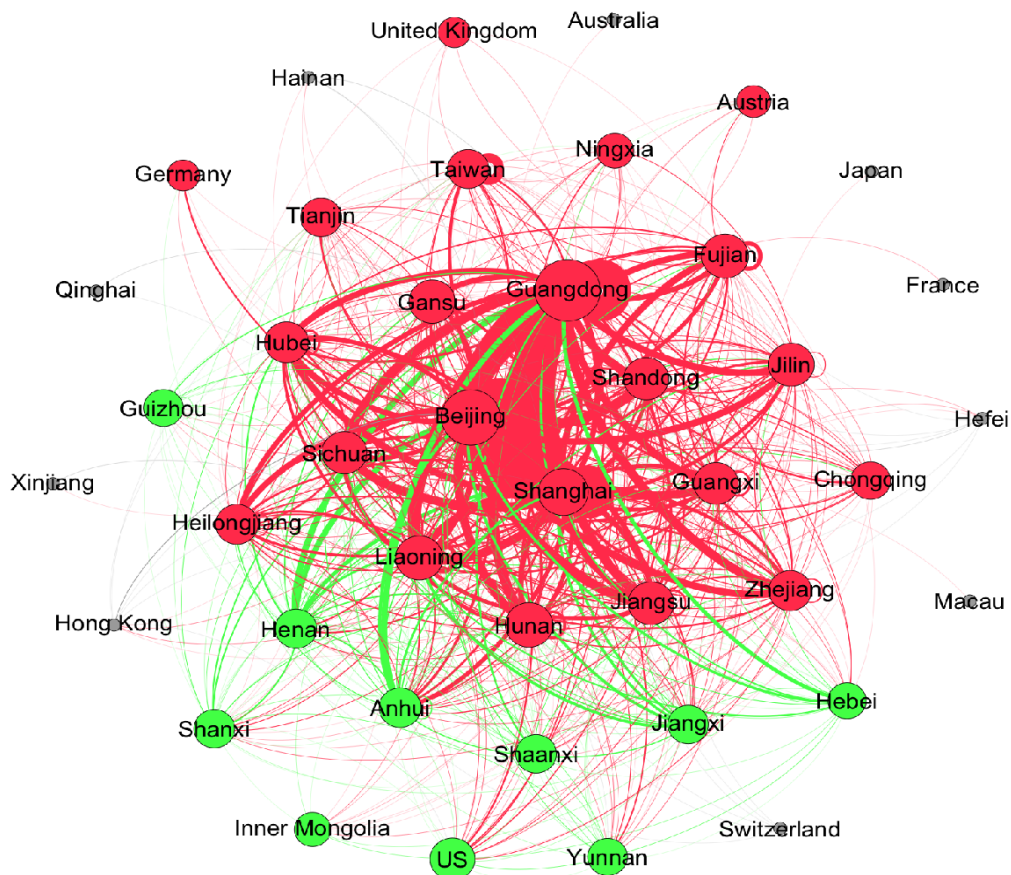 Australia
United Kingdom
Hainan
Austria
Ningxia
Taiwan
Germany
Japan
Tianjin
Fujian
Qinghai
Guangdong
France
Gansu
Hubei
Jilin
Shandong
Guizhou
Beijing
Hefei
Sichuan
Xinjiang
Shanghai
Guangxi
Chongqing
Heilongjiang
Liaoning
Zhejiang
Jiangsu
Macau
Hong Kong
Henan
Hunan
Hebei
Anhui
Jiangxi
Shanxi
Shaanxi
Inner Mongolia
Switzerland
US
Yunnan